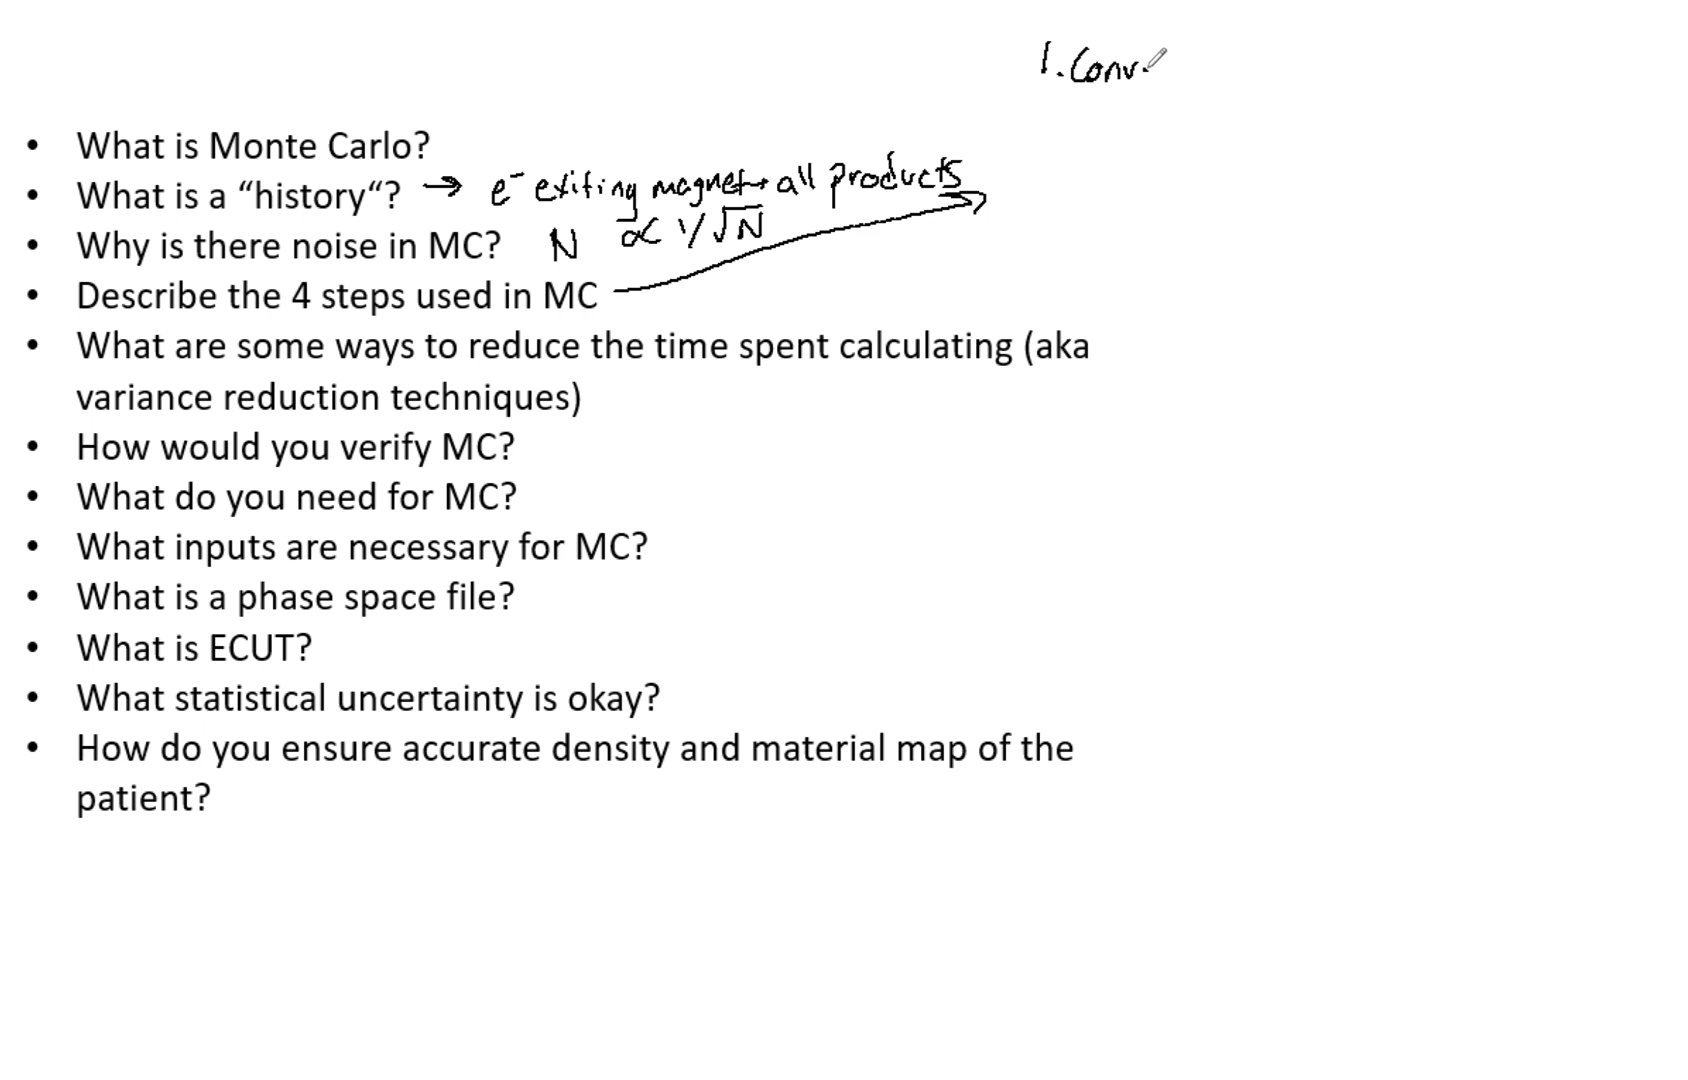 1. Conv.
• What is Monte Carlo?
• What is a “history“? → e⁻ exiting magnet + all products
• Why is there noise in MC? N ∝ 1/√N
• Describe the 4 steps used in MC
• What are some ways to reduce the time spent calculating (aka
variance reduction techniques)
• How would you verify MC?
• What do you need for MC?
• What inputs are necessary for MC?
• What is a phase space file?
• What is ECUT?
• What statistical uncertainty is okay?
• How do you ensure accurate density and material map of the
patient?